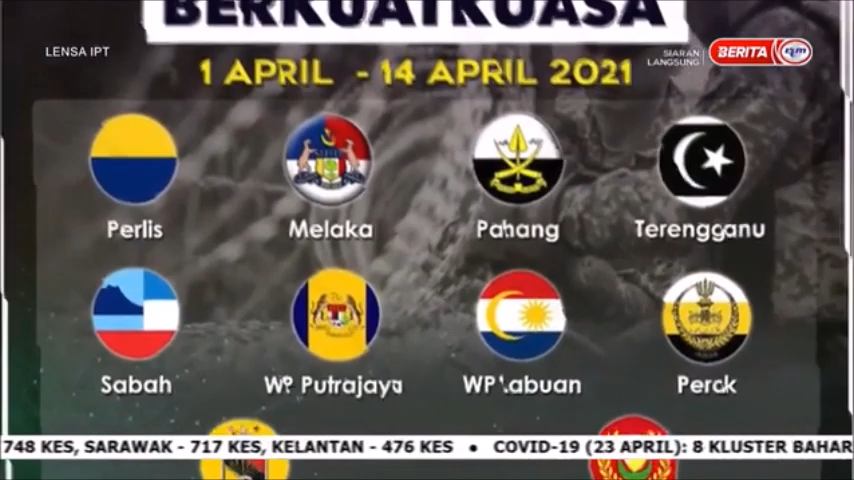 BERKUATKUASA
LENSA IPT
SIARAN
LANGSUNG
BERITA
rtm
1 APRIL - 14 APRIL 2021
Perlis
Melaka
Pahang
Terengganu
Sabah
WP Putrajaya
WP Labuan
Perak
748 KES, SARAWAK - 717 KES, KELANTAN - 476 KES • COVID-19 (23 APRIL): 8 KLUSTER BAHAR